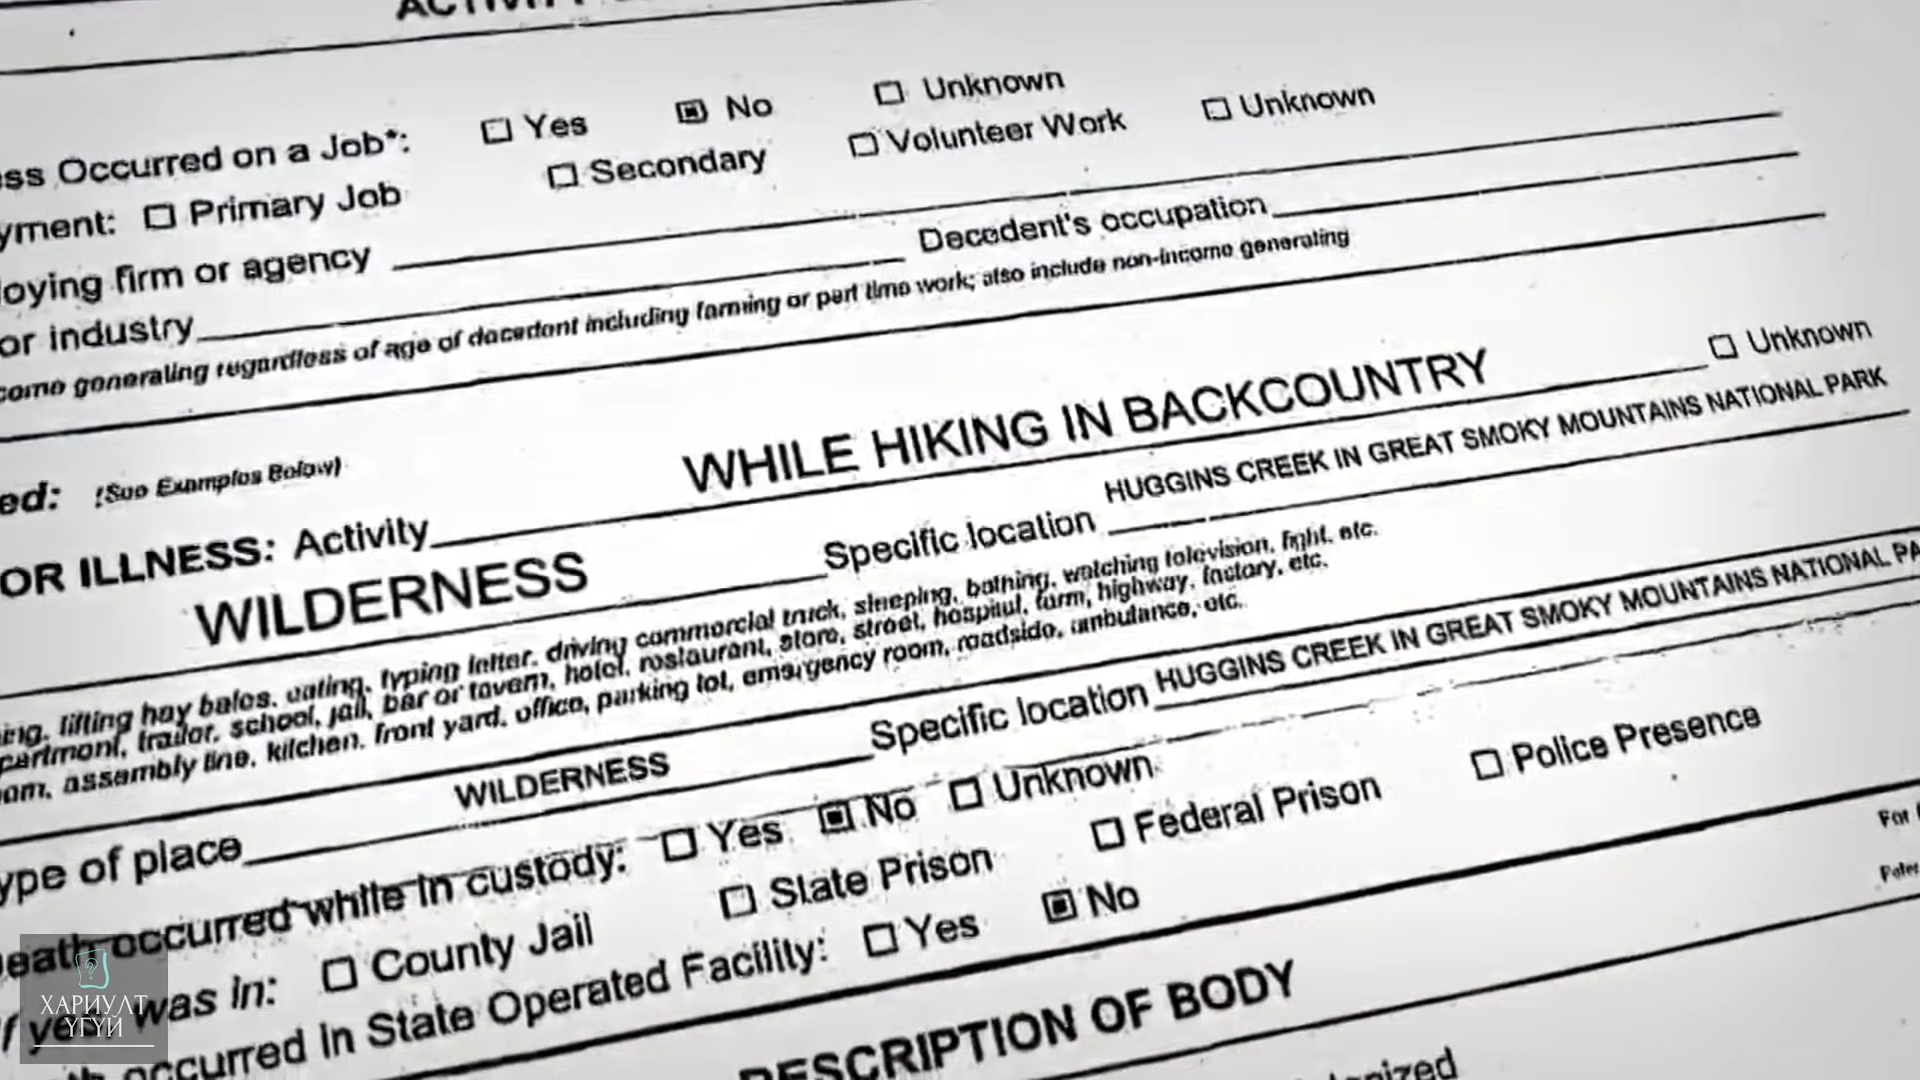 ACTIVITY
ss Occurred on a Job*: Yes No Unknown
yment: Primary Job Secondary Volunteer Work Unknown
loying firm or agency
or industry Decedent's occupation
come generating regardless of age of decedent including farming or part time work; also include non-income generating
ed: (See Examples Below)
OR ILLNESS: Activity WHILE HIKING IN BACKCOUNTRY Unknown
WILDERNESS Specific location HUGGINS CREEK IN GREAT SMOKY MOUNTAINS NATIONAL PARK
ing, lifting hay bales, eating, typing letter, driving commercial truck, sleeping, bathing, watching television, fight, etc.
partment, trailer, school, jail, bar or tavern, hotel, restaurant, store, street, hospital, farm, highway, factory, etc.
om, assembly line, kitchen, front yard, office, parking lot, emergency room, roadside, ambulance, etc.
ype of place WILDERNESS Specific location HUGGINS CREEK IN GREAT SMOKY MOUNTAINS NATIONAL PA
eath occurred while in custody: Yes No Unknown
If yes, was in: County Jail State Prison Federal Prison Police Presence
occurred in State Operated Facility: Yes No
For
DESCRIPTION OF BODY
ХАРИУЛТ
ҮГҮЙ